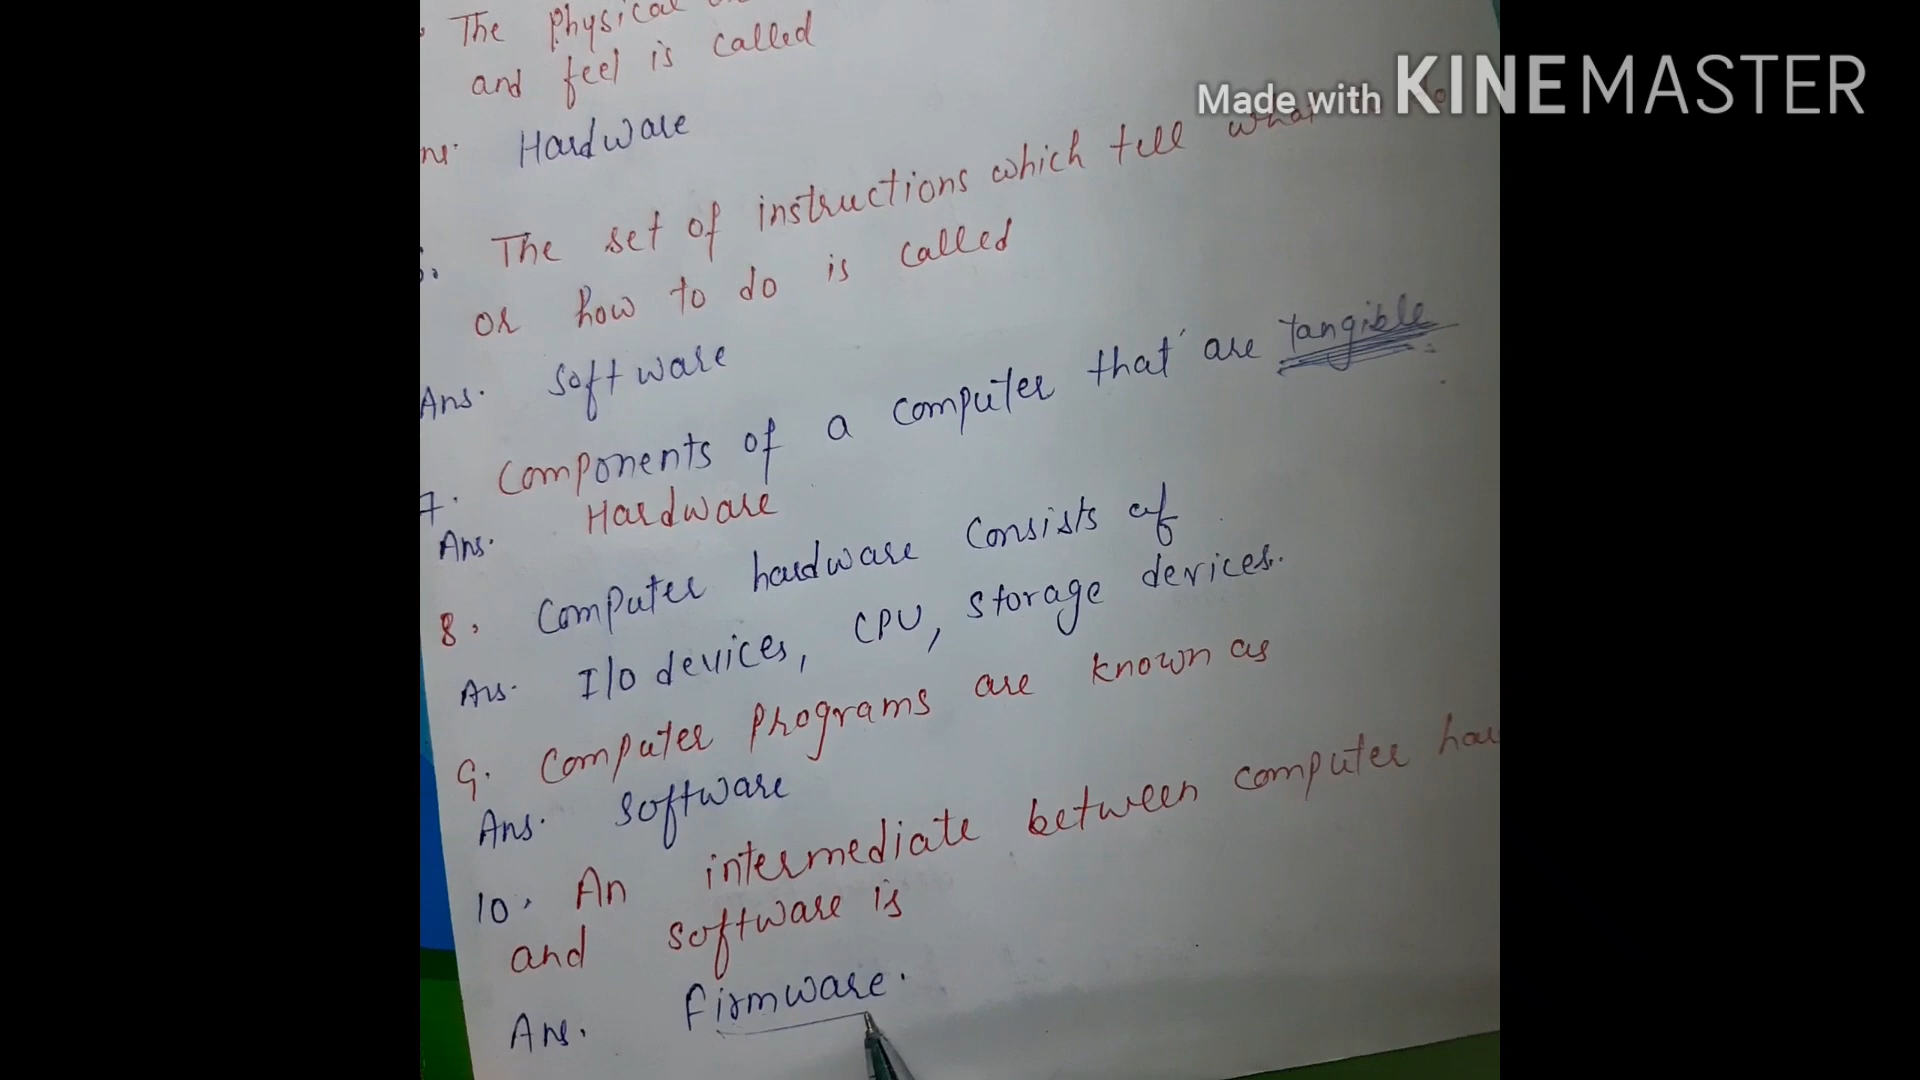 The Physical
and feel is called
Hardware
Made with KINEMASTER
The set of instructions which tell what
or how to do is called
Ans. Software
7. Components of a computer that are tangible
Ans. Hardware
8. Computer hardware consists of
Ans. I/O devices, CPU, storage devices.
9. Computer Programs are known as
Ans. Software
10. An intermediate between computer
and software is
Ans. Firmware.